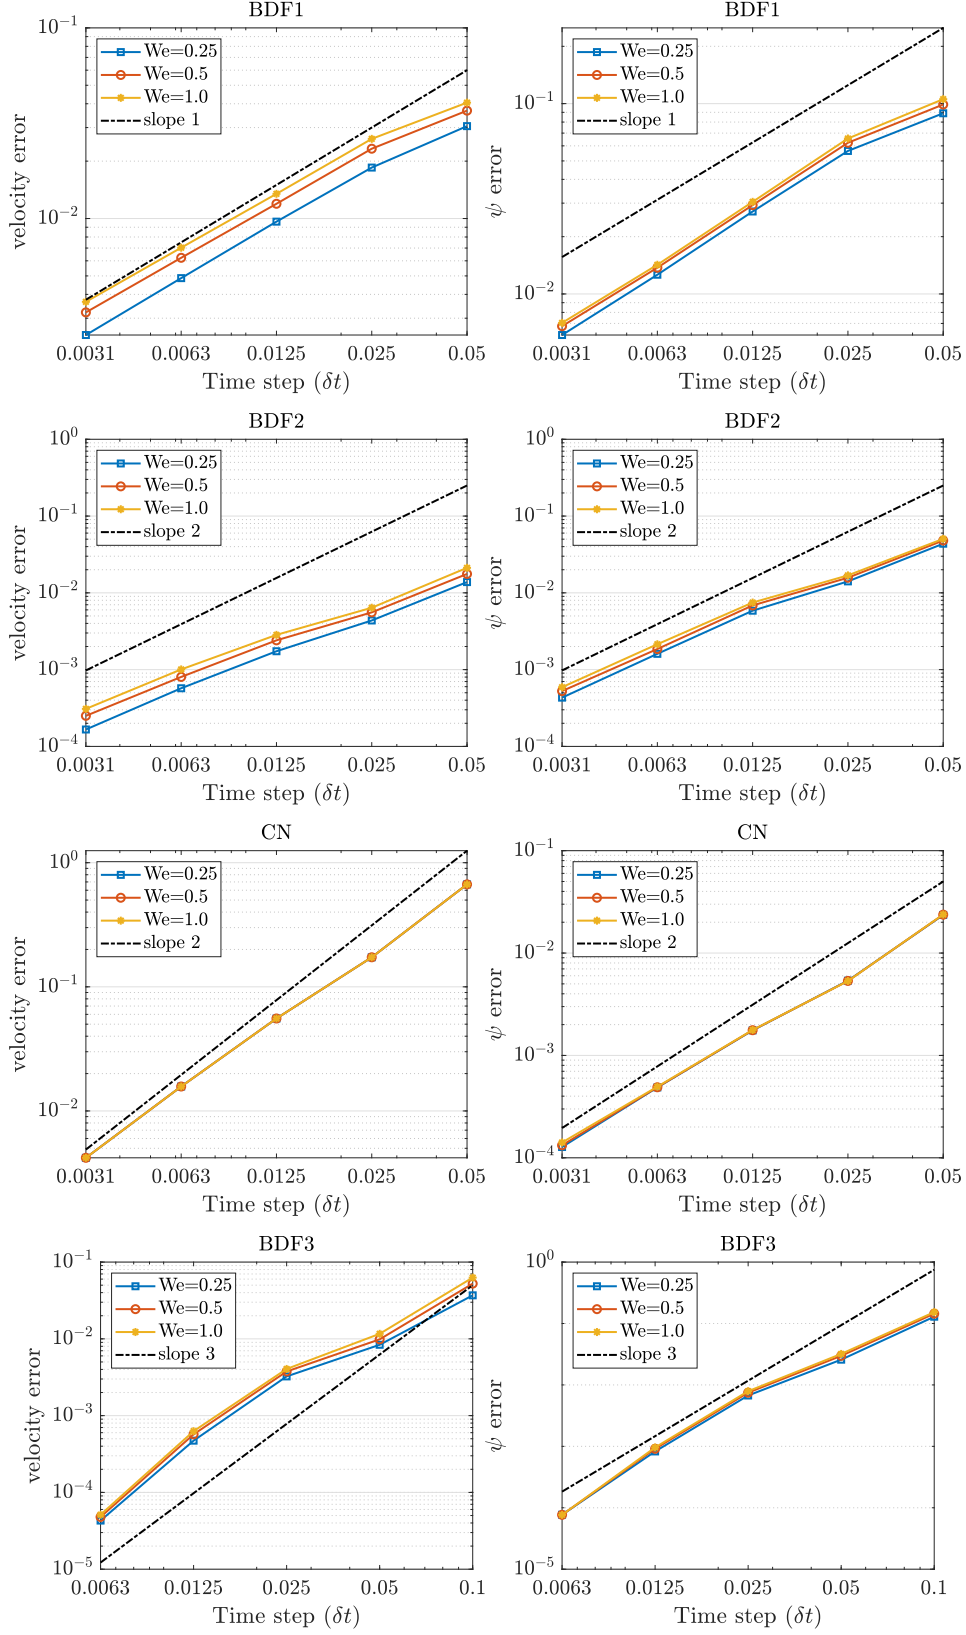 BDF1
We=0.25
We=0.5
We=1.0
slope 1
velocity error
10^-1
10^-2
0.0031 0.0063 0.0125 0.025 0.05
Time step (δt)
BDF1
We=0.25
We=0.5
We=1.0
slope 1
ψ error
10^-1
10^-2
0.0031 0.0063 0.0125 0.025 0.05
Time step (δt)
BDF2
We=0.25
We=0.5
We=1.0
slope 2
velocity error
10^0
10^-1
10^-2
10^-3
10^-4
0.0031 0.0063 0.0125 0.025 0.05
Time step (δt)
BDF2
We=0.25
We=0.5
We=1.0
slope 2
ψ error
10^0
10^-1
10^-2
10^-3
10^-4
0.0031 0.0063 0.0125 0.025 0.05
Time step (δt)
CN
We=0.25
We=0.5
We=1.0
slope 2
velocity error
10^0
10^-1
10^-2
0.0031 0.0063 0.0125 0.025 0.05
Time step (δt)
CN
We=0.25
We=0.5
We=1.0
slope 2
ψ error
10^-1
10^-2
10^-3
10^-4
0.0031 0.0063 0.0125 0.025 0.05
Time step (δt)
BDF3
We=0.25
We=0.5
We=1.0
slope 3
velocity error
10^-1
10^-2
10^-3
10^-4
10^-5
0.0063 0.0125 0.025 0.05 0.1
Time step (δt)
BDF3
We=0.25
We=0.5
We=1.0
slope 3
ψ error
10^0
10^-5
0.0063 0.0125 0.025 0.05 0.1
Time step (δt)